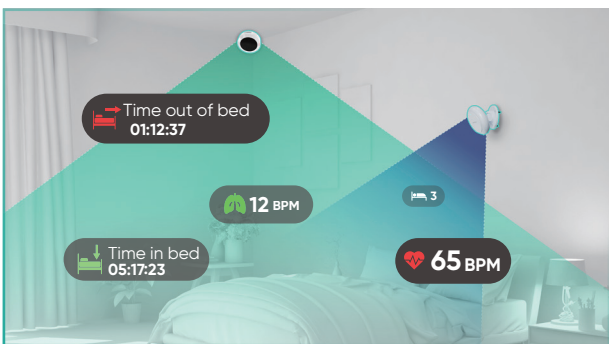 Time out of bed
01:12:37
12 BPM
3
Time in bed
05:17:23
65 BPM